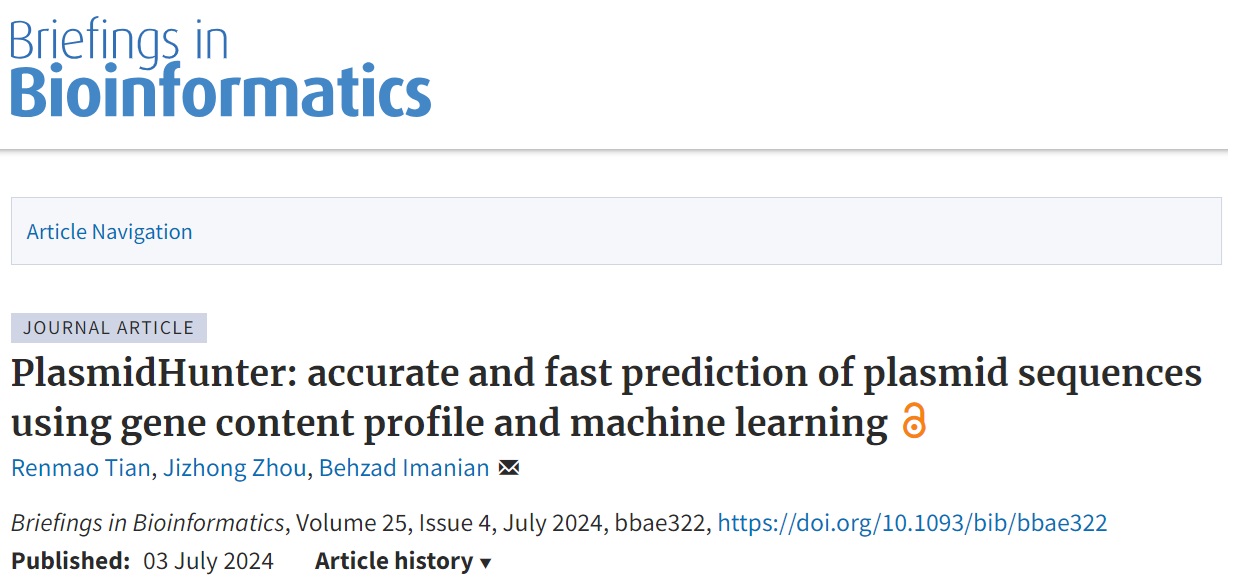 Briefings in
Bioinformatics
Article Navigation
JOURNAL ARTICLE
PlasmidHunter: accurate and fast prediction of plasmid sequences
using gene content profile and machine learning
Renmao Tian, Jizhong Zhou, Behzad Imanian
Briefings in Bioinformatics, Volume 25, Issue 4, July 2024, bbae322, https://doi.org/10.1093/bib/bbae322
Published: 03 July 2024 Article history ▾